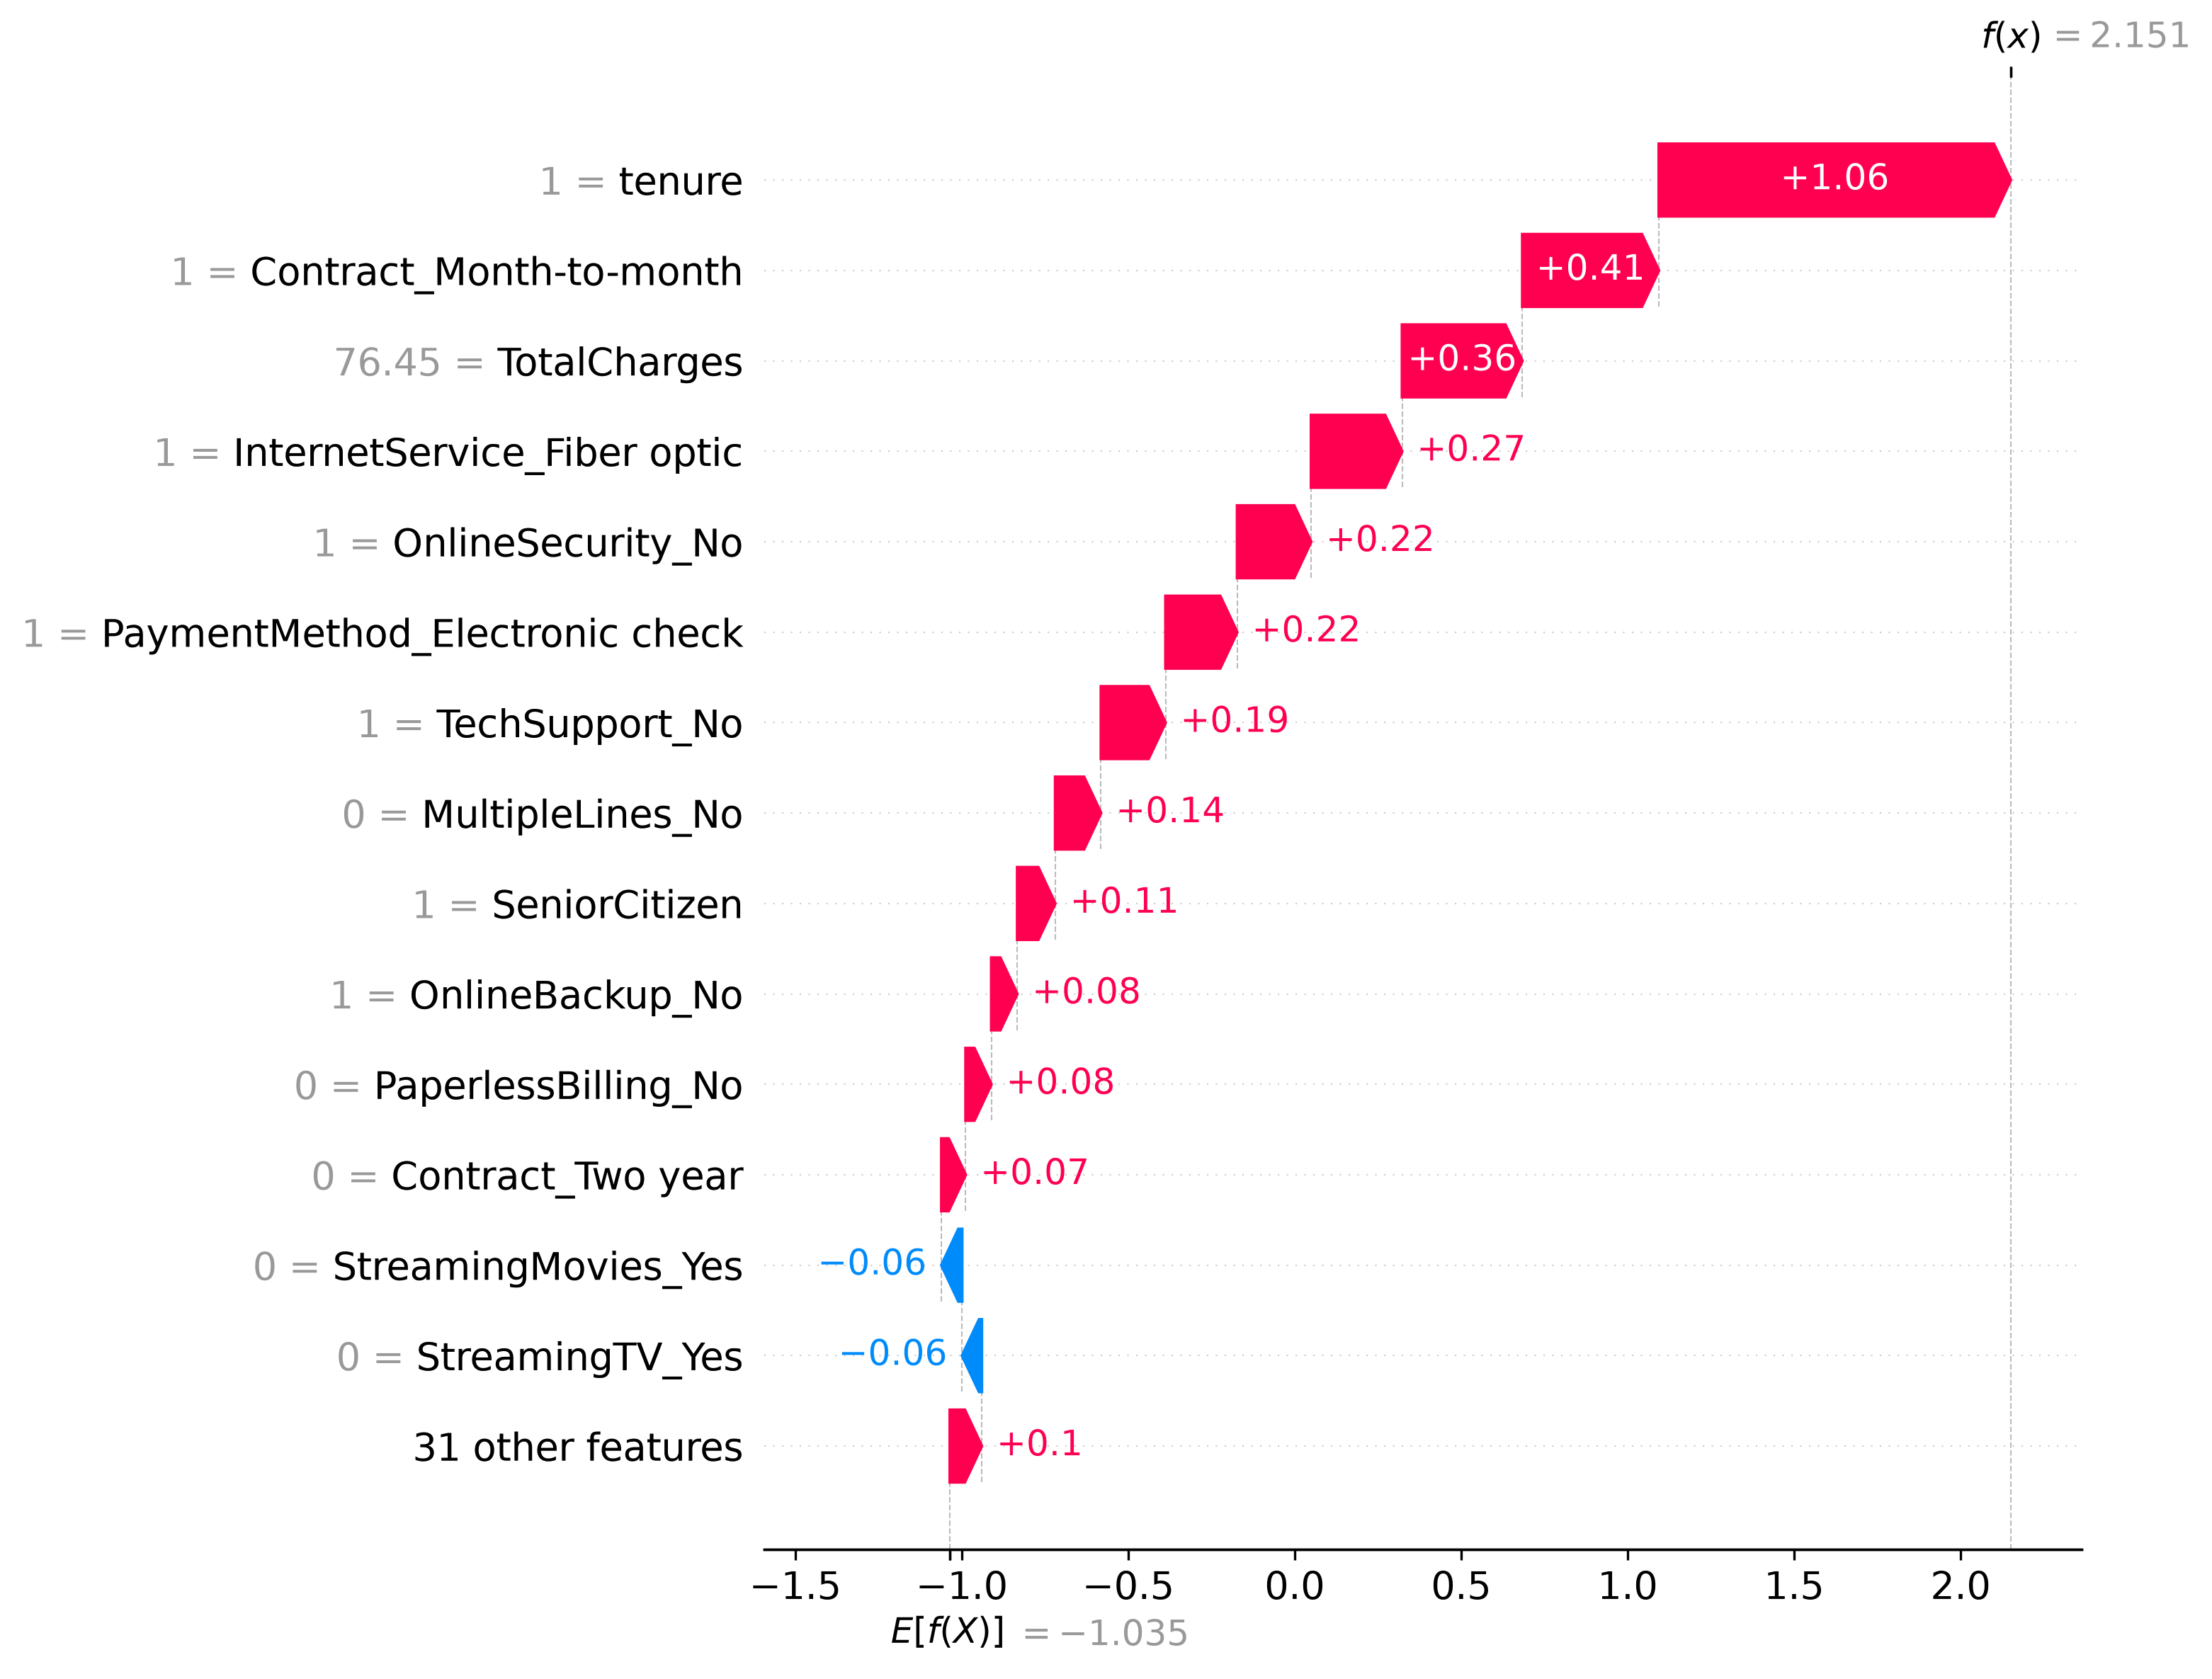 f(x) = 2.151
1 = tenure +1.06
1 = Contract_Month-to-month +0.41
76.45 = TotalCharges +0.36
1 = InternetService_Fiber optic +0.27
1 = OnlineSecurity_No +0.22
1 = PaymentMethod_Electronic check +0.22
1 = TechSupport_No +0.19
0 = MultipleLines_No +0.14
1 = SeniorCitizen +0.11
1 = OnlineBackup_No +0.08
0 = PaperlessBilling_No +0.08
0 = Contract_Two year +0.07
0 = StreamingMovies_Yes −0.06
0 = StreamingTV_Yes −0.06
31 other features +0.1
−1.5 −1.0 −0.5 0.0 0.5 1.0 1.5 2.0
E[f(X)] = −1.035